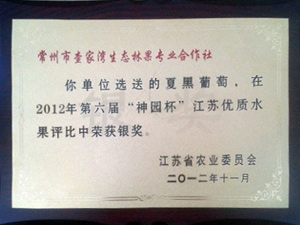 常州市查家湾生态林果专业合作社
你单位选送的夏黑葡萄，在
2012年第六届“神园杯”江苏优质水
果评比中荣获银奖。
江苏省农业委员会
二〇一二年十一月